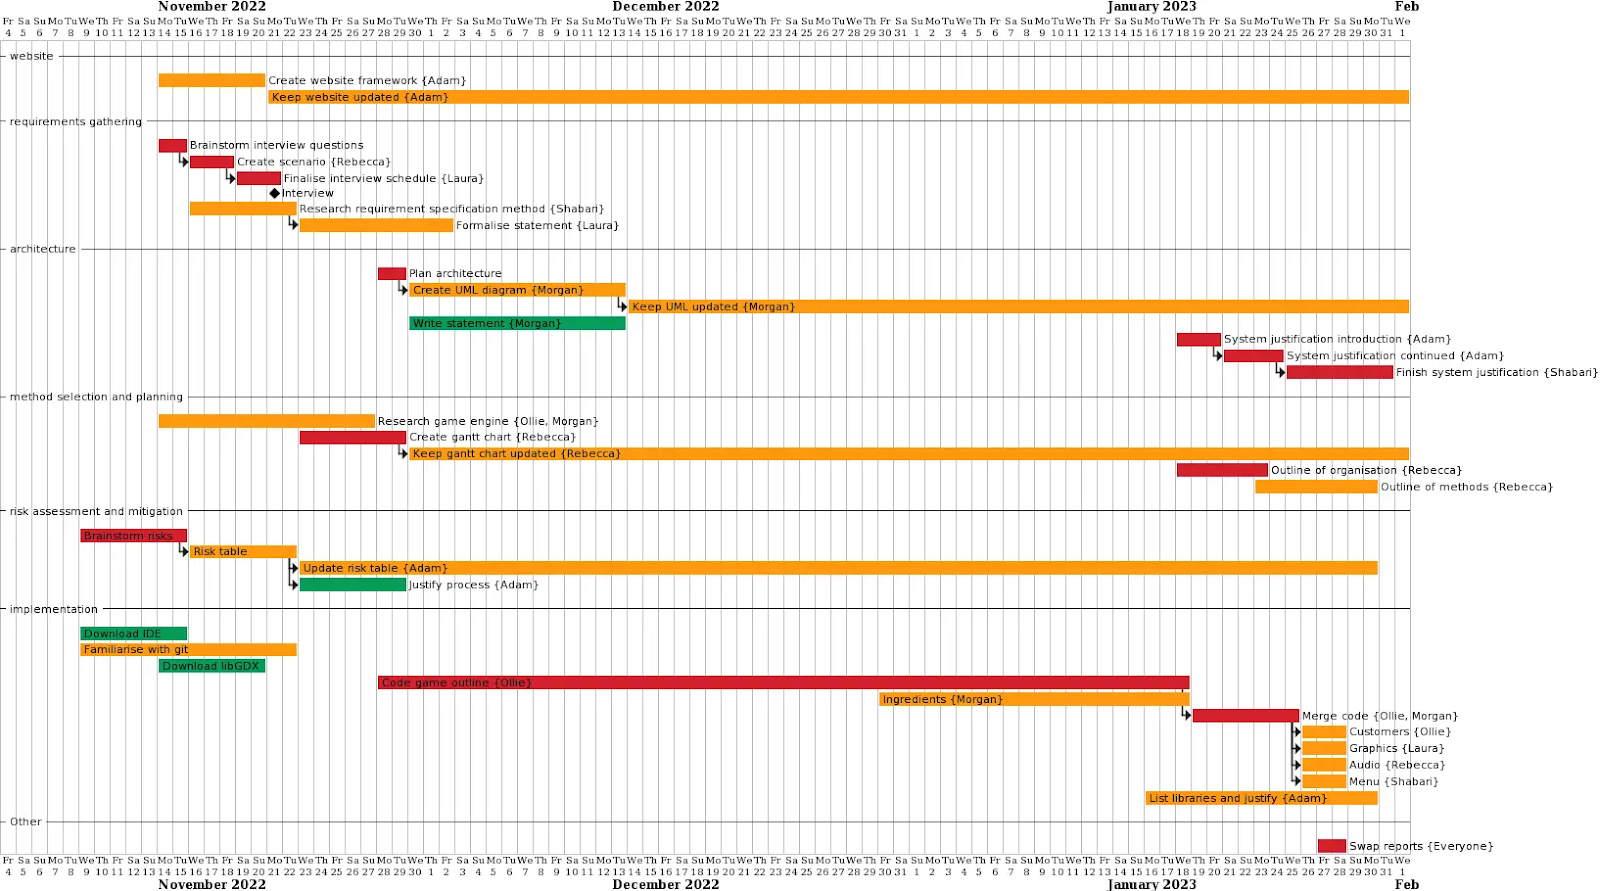 November 2022 December 2022 January 2023 Feb
Fr Sa Su Mo Tu We Th Fr Sa Su Mo Tu We Th Fr Sa Su Mo Tu We Th Fr Sa Su Mo Tu We Th Fr Sa Su Mo Tu We Th Fr Sa Su Mo Tu We Th Fr Sa Su Mo Tu We Th Fr Sa Su Mo Tu We Th Fr Sa Su Mo Tu We Th Fr Sa Su Mo Tu We Th Fr Sa Su Mo Tu We Th Fr Sa Su Mo Tu We Th Fr Sa Su Mo Tu We
4 5 6 7 8 9 10 11 12 13 14 15 16 17 18 19 20 21 22 23 24 25 26 27 28 29 30 1 2 3 4 5 6 7 8 9 10 11 12 13 14 15 16 17 18 19 20 21 22 23 24 25 26 27 28 29 30 31 1 2 3 4 5 6 7 8 9 10 11 12 13 14 15 16 17 18 19 20 21 22 23 24 25 26 27 28 29 30 31 1
website
Create website framework {Adam}
Keep website updated {Adam}
requirements gathering
Brainstorm interview questions
Create scenario {Rebecca}
Finalise interview schedule {Laura}
Interview
Research requirement specification method {Shabari}
Formalise statement {Laura}
architecture
Plan architecture
Create UML diagram {Morgan}
Keep UML updated {Morgan}
Write statement {Morgan}
System justification introduction {Adam}
System justification continued {Adam}
Finish system justification {Shabari}
method selection and planning
Research game engine {Ollie, Morgan}
Create gantt chart {Rebecca}
Keep gantt chart updated {Rebecca}
Outline of organisation {Rebecca}
Outline of methods {Rebecca}
risk assessment and mitigation
Brainstorm risks
Risk table
Update risk table {Adam}
Justify process {Adam}
implementation
Download IDE
Familiarise with git
Download libGDX
Code game outline {Ollie}
Ingredients {Morgan}
Merge code {Ollie, Morgan}
Customers {Ollie}
Graphics {Laura}
Audio {Rebecca}
Menu {Shabari}
List libraries and justify {Adam}
Other
Swap reports {Everyone}
Fr Sa Su Mo Tu We Th Fr Sa Su Mo Tu We Th Fr Sa Su Mo Tu We Th Fr Sa Su Mo Tu We Th Fr Sa Su Mo Tu We Th Fr Sa Su Mo Tu We Th Fr Sa Su Mo Tu We Th Fr Sa Su Mo Tu We Th Fr Sa Su Mo Tu We Th Fr Sa Su Mo Tu We Th Fr Sa Su Mo Tu We Th Fr Sa Su Mo Tu We Th Fr Sa Su Mo Tu We
4 5 6 7 8 9 10 11 12 13 14 15 16 17 18 19 20 21 22 23 24 25 26 27 28 29 30 1 2 3 4 5 6 7 8 9 10 11 12 13 14 15 16 17 18 19 20 21 22 23 24 25 26 27 28 29 30 31 1 2 3 4 5 6 7 8 9 10 11 12 13 14 15 16 17 18 19 20 21 22 23 24 25 26 27 28 29 30 31 1
November 2022 December 2022 January 2023 Feb